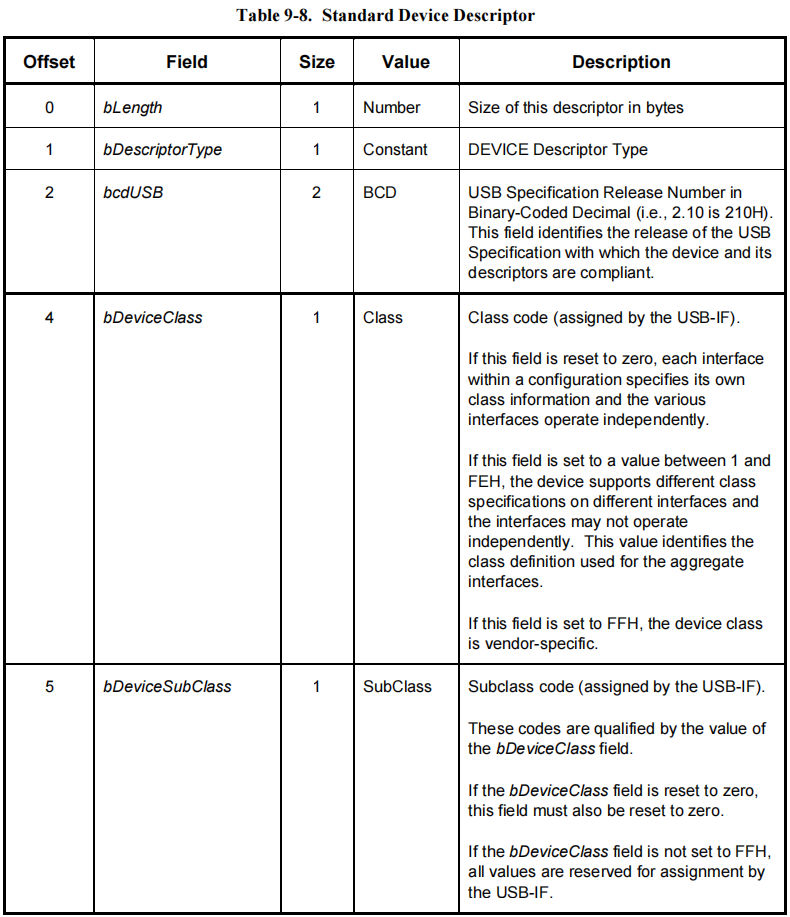 Table 9-8. Standard Device Descriptor
Offset Field Size Value Description
0 bLength 1 Number Size of this descriptor in bytes
1 bDescriptorType 1 Constant DEVICE Descriptor Type
2 bcdUSB 2 BCD USB Specification Release Number in
Binary-Coded Decimal (i.e., 2.10 is 210H).
This field identifies the release of the USB
Specification with which the device and its
descriptors are compliant.
4 bDeviceClass 1 Class Class code (assigned by the USB-IF).
If this field is reset to zero, each interface
within a configuration specifies its own
class information and the various
interfaces operate independently.
If this field is set to a value between 1 and
FEH, the device supports different class
specifications on different interfaces and
the interfaces may not operate
independently. This value identifies the
class definition used for the aggregate
interfaces.
If this field is set to FFH, the device class
is vendor-specific.
5 bDeviceSubClass 1 SubClass Subclass code (assigned by the USB-IF).
These codes are qualified by the value of
the bDeviceClass field.
If the bDeviceClass field is reset to zero,
this field must also be reset to zero.
If the bDeviceClass field is not set to FFH,
all values are reserved for assignment by
the USB-IF.